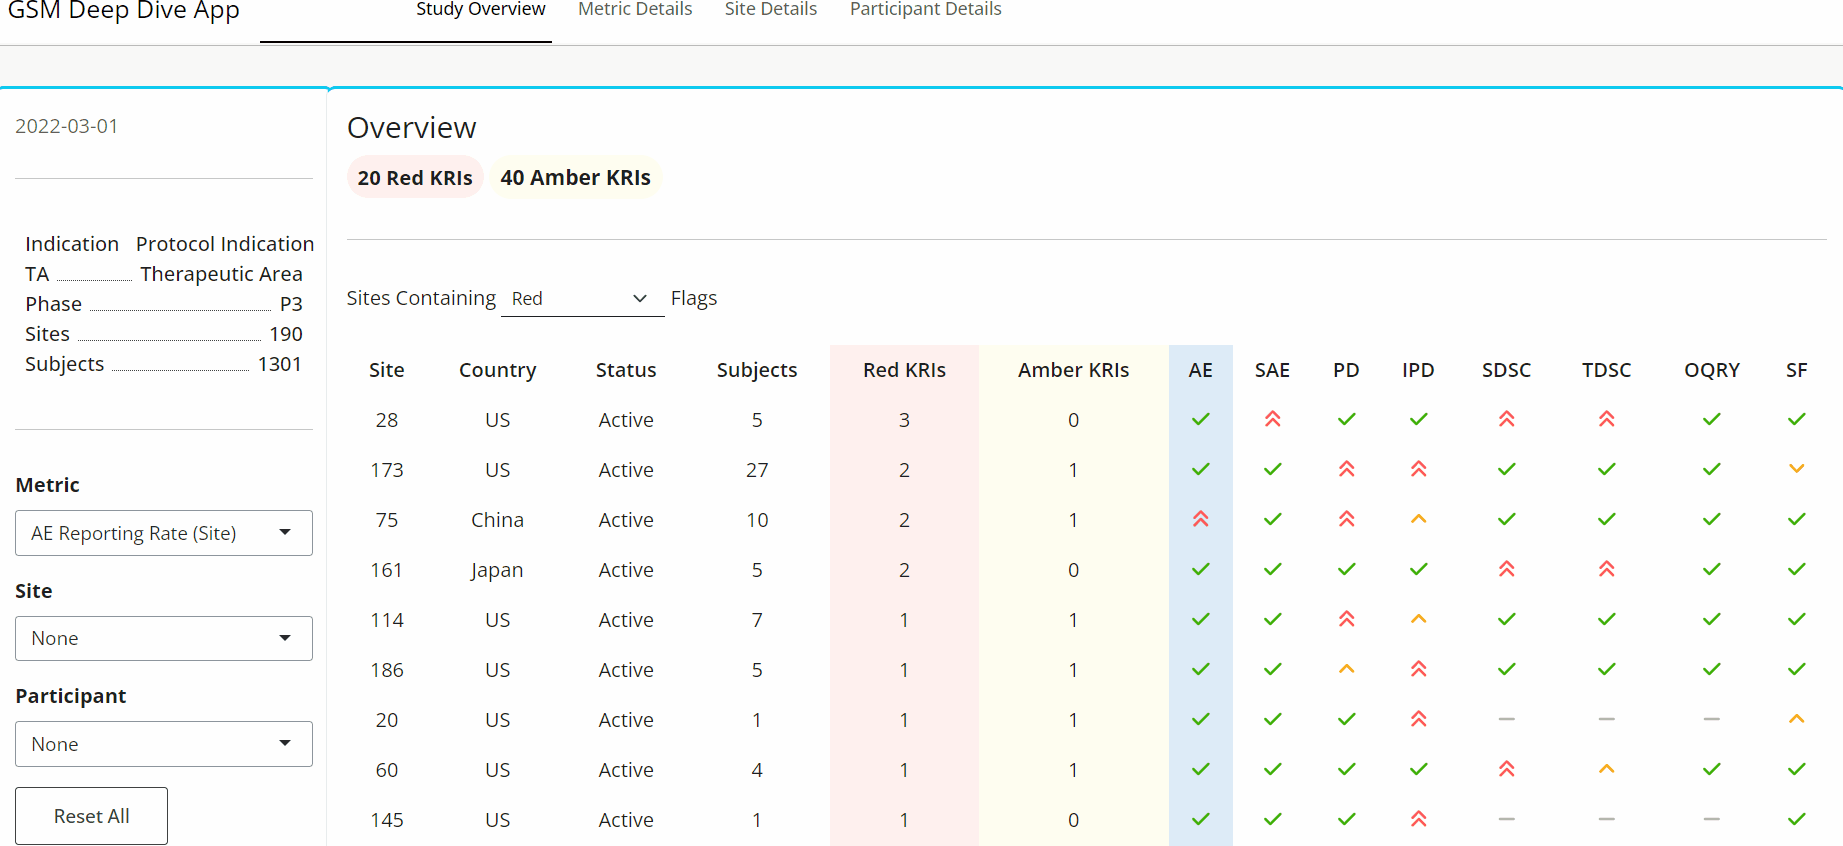 GSM Deep Dive App
Study Overview Metric Details Site Details Participant Details
2022-03-01
Indication Protocol Indication
TA Therapeutic Area
Phase P3
Sites 190
Subjects 1301
Metric
AE Reporting Rate (Site)
Site
None
Participant
None
Reset All
Overview
20 Red KRIs 40 Amber KRIs
Sites Containing Red Flags
Site Country Status Subjects Red KRIs Amber KRIs AE SAE PD IPD SDSC TDSC OQRY SF
28 US Active 5 3 0
173 US Active 27 2 1
75 China Active 10 2 1
161 Japan Active 5 2 0
114 US Active 7 1 1
186 US Active 5 1 1
20 US Active 1 1 1
60 US Active 4 1 1
145 US Active 1 1 0